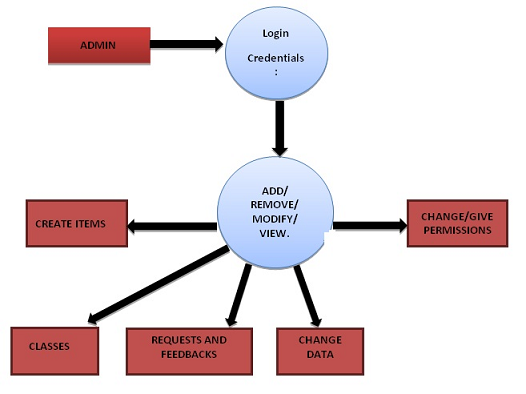 ADMIN
Login
Credentials
:
ADD/
REMOVE/
MODIFY/
VIEW.
CREATE ITEMS
CHANGE/GIVE
PERMISSIONS
CLASSES
REQUESTS AND
FEEDBACKS
CHANGE
DATA